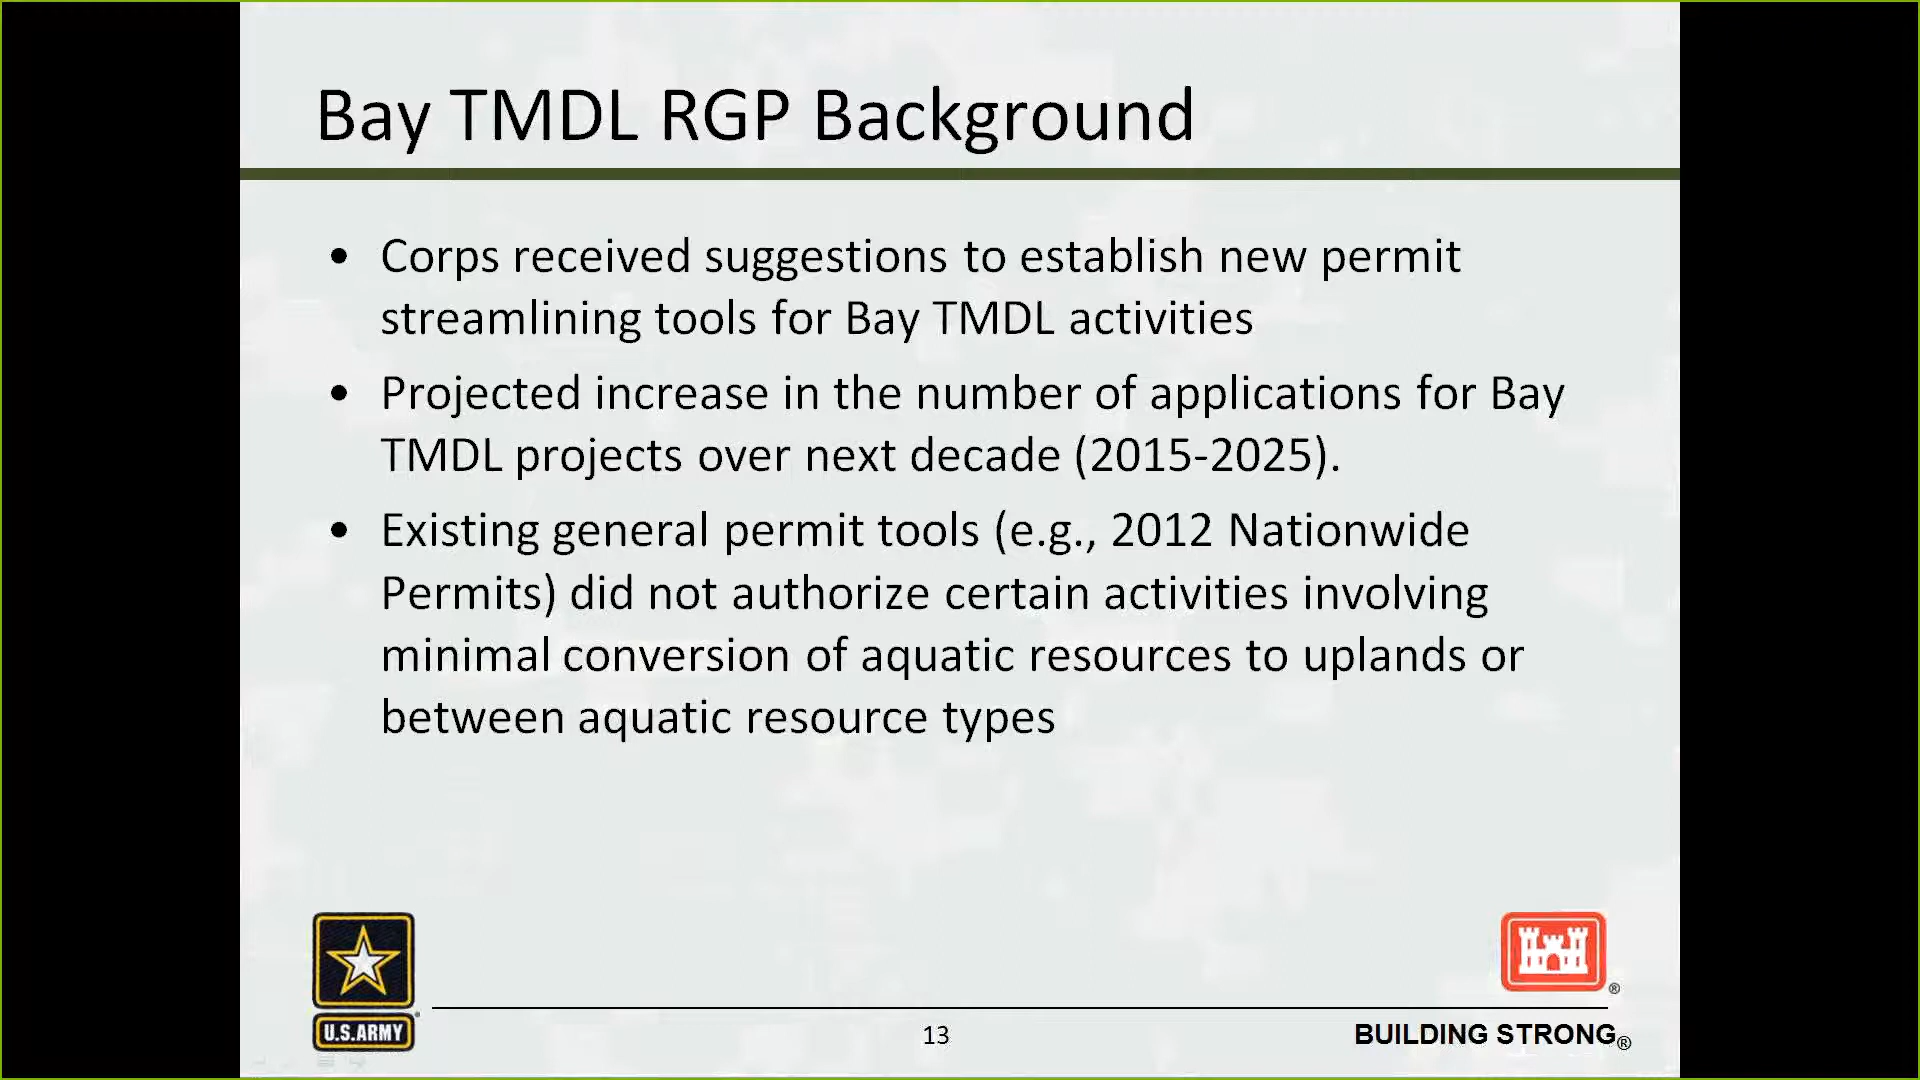 Bay TMDL RGP Background
• Corps received suggestions to establish new permit
streamlining tools for Bay TMDL activities
• Projected increase in the number of applications for Bay
TMDL projects over next decade (2015-2025).
• Existing general permit tools (e.g., 2012 Nationwide
Permits) did not authorize certain activities involving
minimal conversion of aquatic resources to uplands or
between aquatic resource types
®
U.S.ARMY
13
BUILDING STRONG®